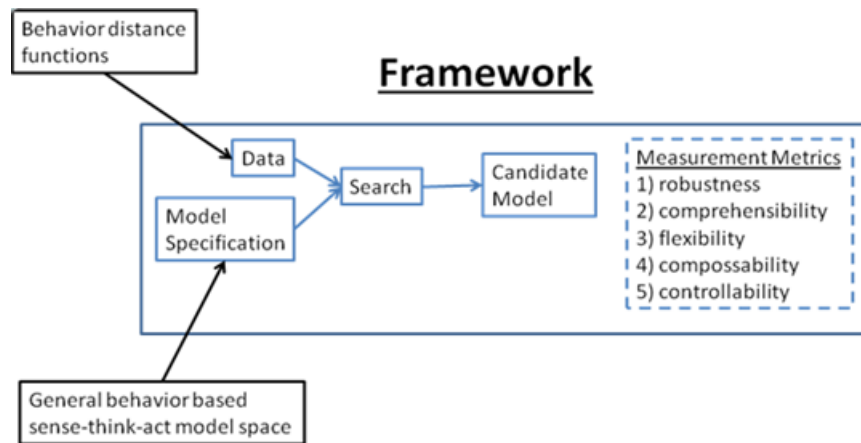 Behavior distance
functions
Framework
Data
Search
Candidate
Model
Model
Specification
Measurement Metrics
1) robustness
2) comprehensibility
3) flexibility
4) compossability
5) controllability
General behavior based
sense-think-act model space